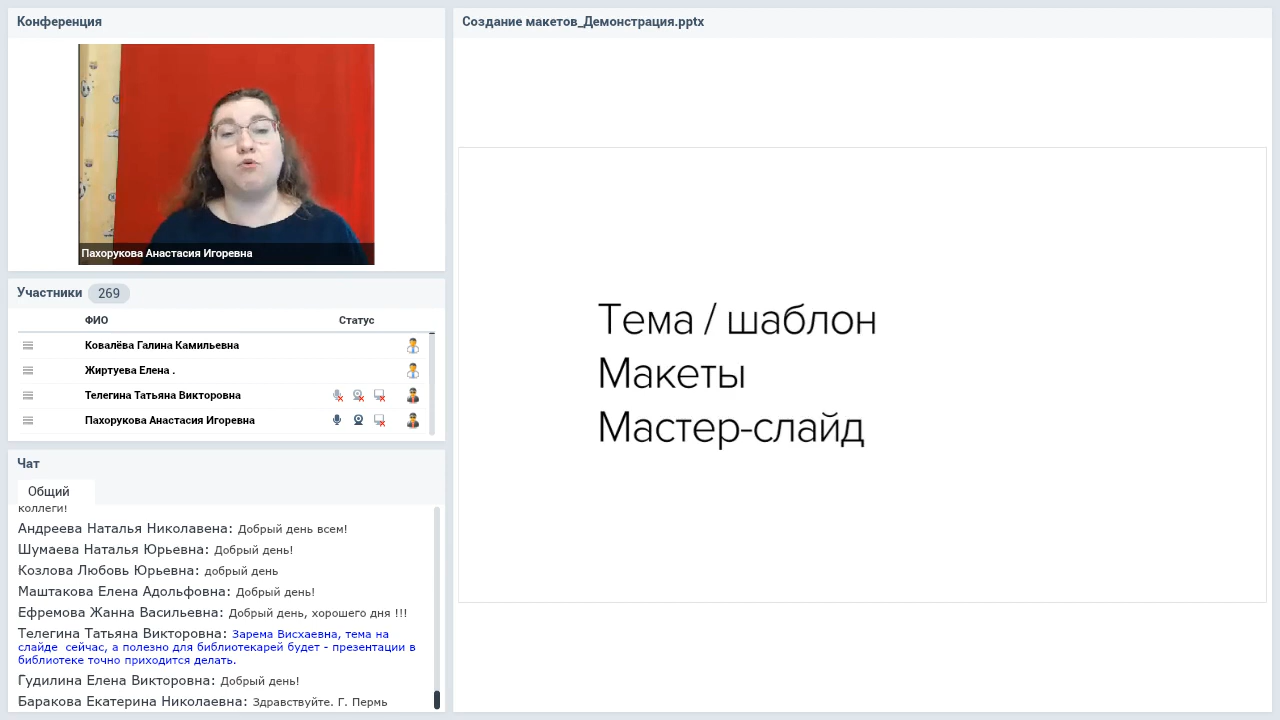 Конференция
Пахорукова Анастасия Игоревна
Участники 269
ФИО Статус
Ковалёва Галина Камильевна
Жиртуева Елена .
Телегина Татьяна Викторовна
Пахорукова Анастасия Игоревна
Чат
Общий
коллеги!
Андреева Наталья Николавена: Добрый день всем!
Шумаева Наталья Юрьевна: Добрый день!
Козлова Любовь Юрьевна: добрый день
Маштакова Елена Адольфовна: Добрый день!
Ефремова Жанна Васильевна: Добрый день, хорошего дня !!!
Телегина Татьяна Викторовна: Зарема Висхаевна, тема на
слайде  сейчас, а полезно для библиотекарей будет - презентации в
библиотеке точно приходится делать.
Гудилина Елена Викторовна: Добрый день!
Баракова Екатерина Николаевна: Здравствуйте. Г. Пермь
Создание макетов_Демонстрация.pptx
Тема / шаблон
Макеты
Мастер-слайд